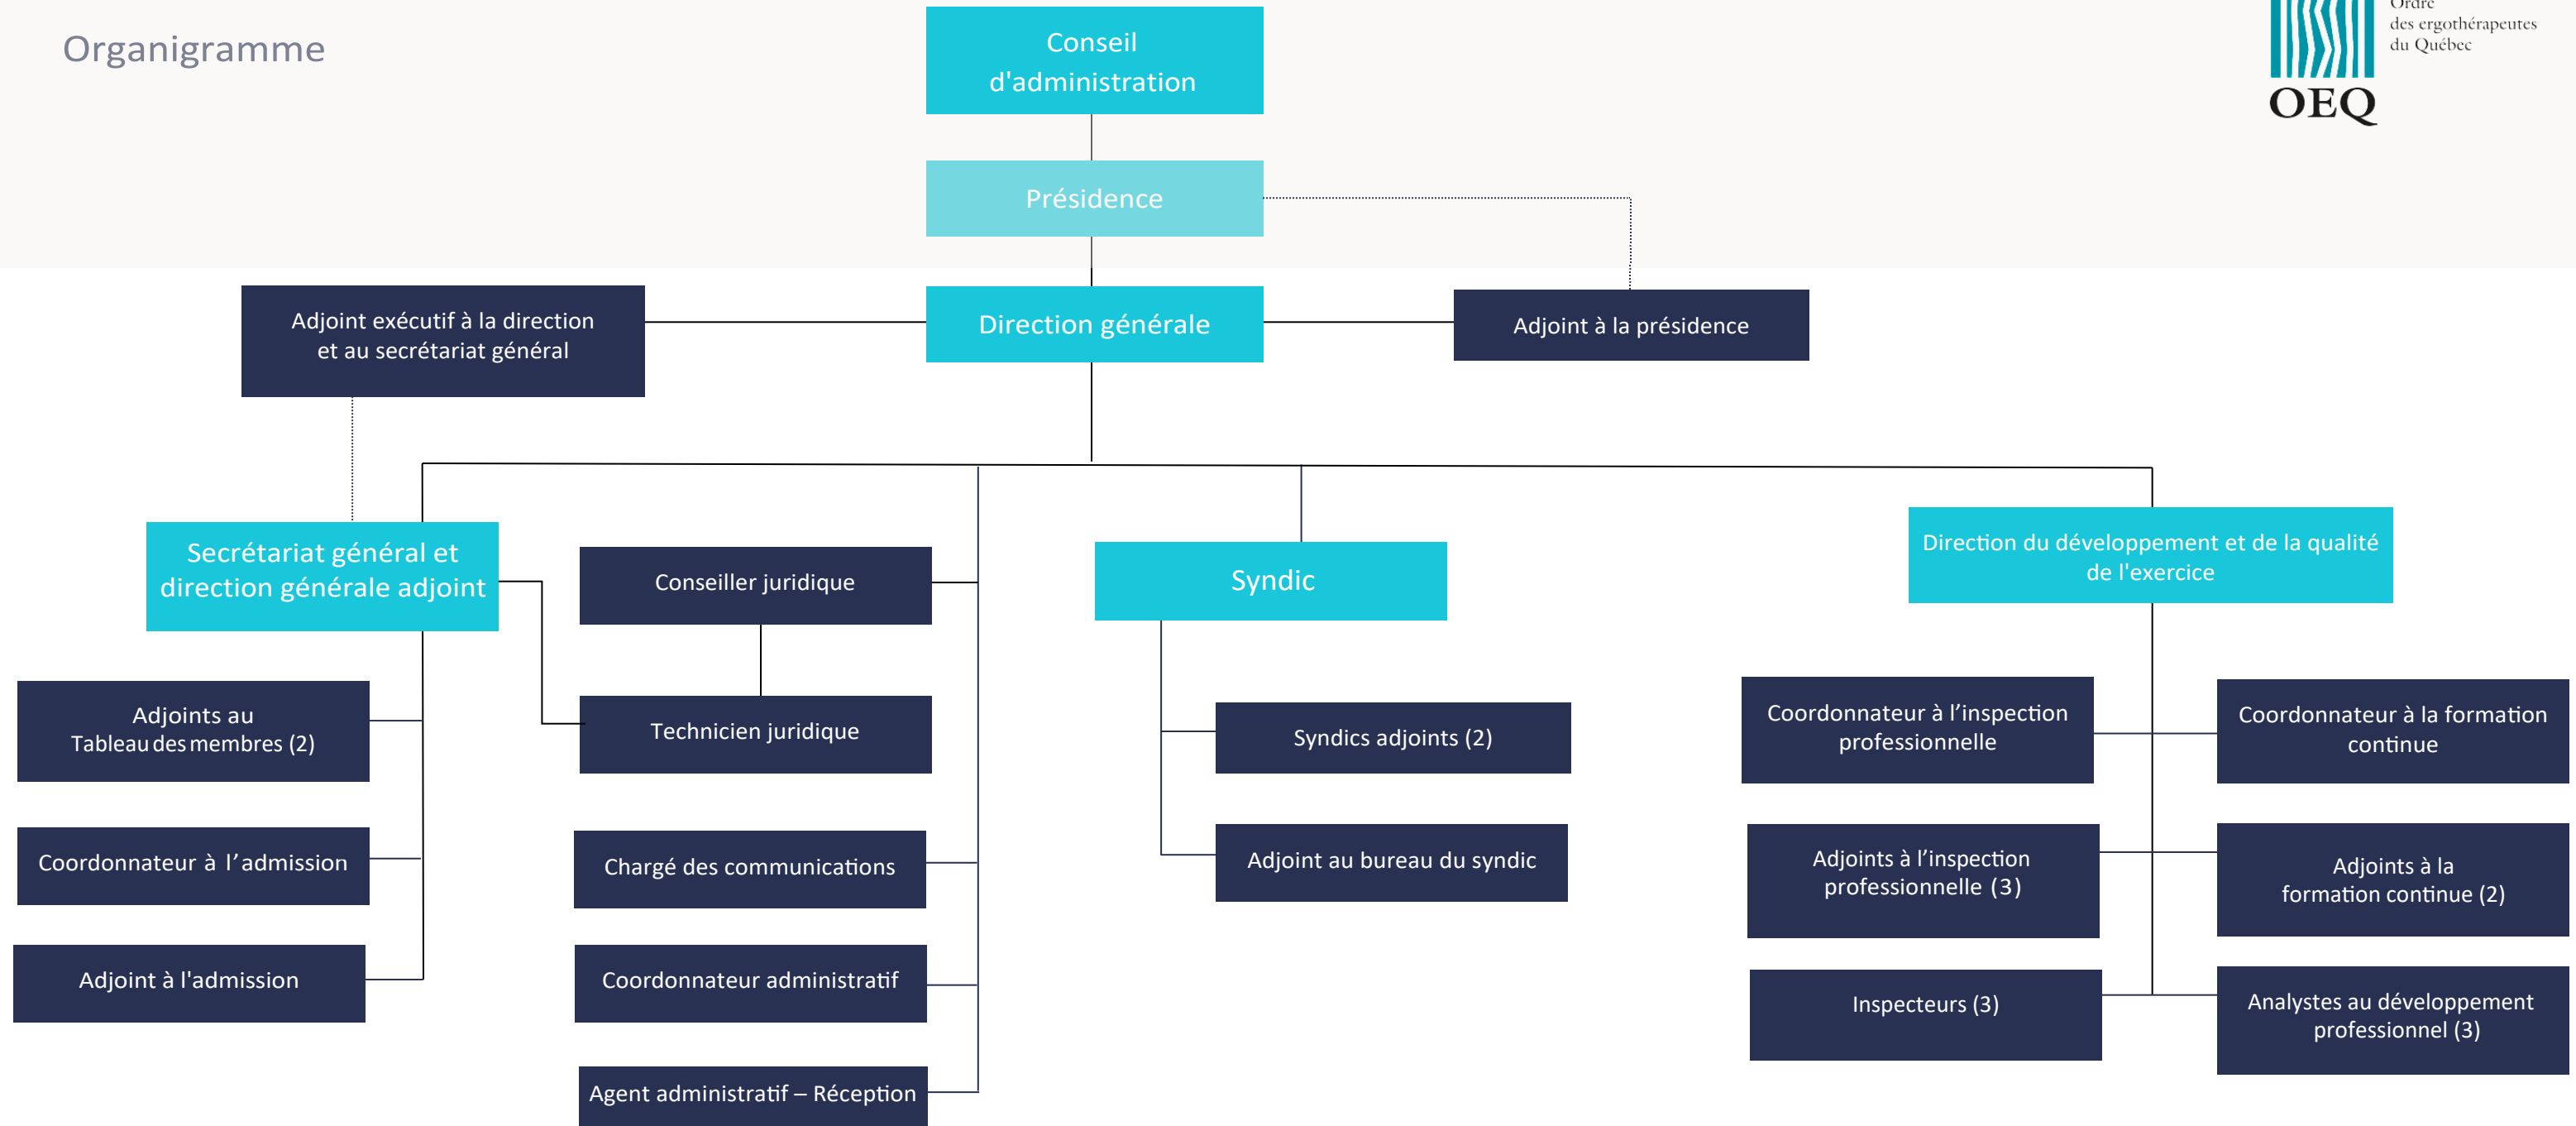 Organigramme
Conseil
d'administration
Ordre
des ergothérapeutes
du Québec
OEQ
Présidence
Adjoint exécutif à la direction
et au secrétariat général
Direction générale
Adjoint à la présidence
Secrétariat général et
direction générale adjoint
Conseiller juridique
Syndic
Direction du développement et de la qualité
de l'exercice
Adjoints au
Tableau des membres (2)
Technicien juridique
Syndics adjoints (2)
Coordonnateur à l’inspection
professionnelle
Coordonnateur à la formation
continue
Coordonnateur à l’admission
Chargé des communications
Adjoint au bureau du syndic
Adjoints à l’inspection
professionnelle (3)
Adjoints à la
formation continue (2)
Adjoint à l'admission
Coordonnateur administratif
Inspecteurs (3)
Analystes au développement
professionnel (3)
Agent administratif – Réception